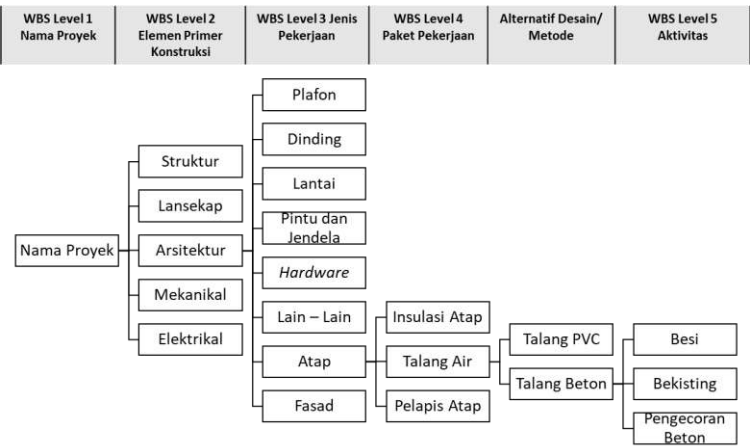 WBS Level 1
Nama Proyek
WBS Level 2
Elemen Primer
Konstruksi
WBS Level 3 Jenis
Pekerjaan
WBS Level 4
Paket Pekerjaan
Alternatif Desain/
Metode
WBS Level 5
Aktivitas
Nama Proyek
Struktur
Lansekap
Arsitektur
Mekanikal
Elektrikal
Plafon
Dinding
Lantai
Pintu dan
Jendela
Hardware
Lain – Lain
Atap
Fasad
Insulasi Atap
Talang Air
Pelapis Atap
Talang PVC
Talang Beton
Besi
Bekisting
Pengecoran
Beton